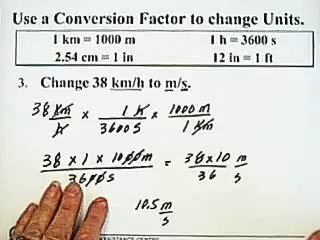 Use a Conversion Factor to change Units.
1 km = 1000 m 1 h = 3600 s
2.54 cm = 1 in 12 in = 1 ft
3. Change 38 km/h to m/s.
38 km/h x 1 h/3600 s x 1000 m/1 km
38 x 1 x 1000 m/3600 s = 38 x 10 m/36 s
10.5 m/s